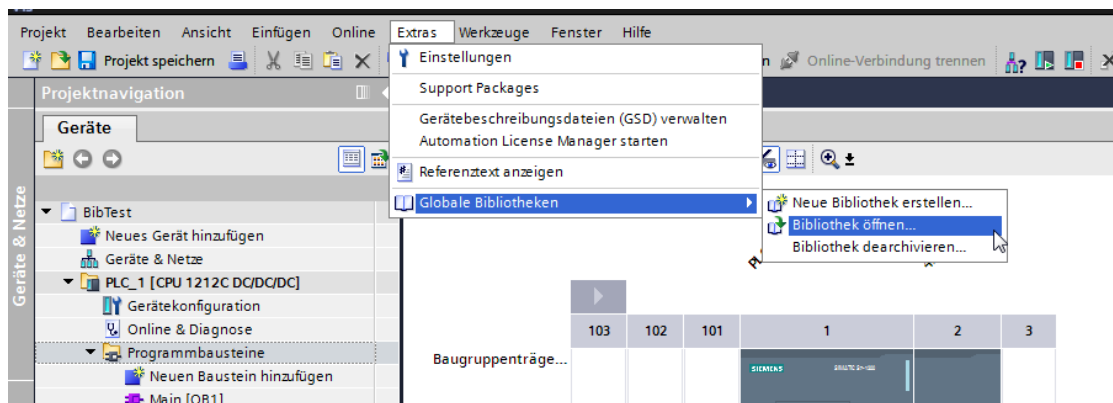 Projekt Bearbeiten Ansicht Einfügen Online Extras Werkzeuge Fenster Hilfe
Projekt speichern
Online-Verbindung trennen
Einstellungen
Support Packages
Gerätebeschreibungsdateien (GSD) verwalten
Automation License Manager starten
Referenztext anzeigen
Globale Bibliotheken
Neue Bibliothek erstellen...
Bibliothek öffnen...
Bibliothek dearchivieren...
Projektnavigation
Geräte
Geräte & Netze
BibTest
Neues Gerät hinzufügen
Geräte & Netze
PLC_1 [CPU 1212C DC/DC/DC]
Gerätekonfiguration
Online & Diagnose
Programmbausteine
Neuen Baustein hinzufügen
Main [OB1]
103 102 101 1 2 3
Baugruppenträge...
SIEMENS